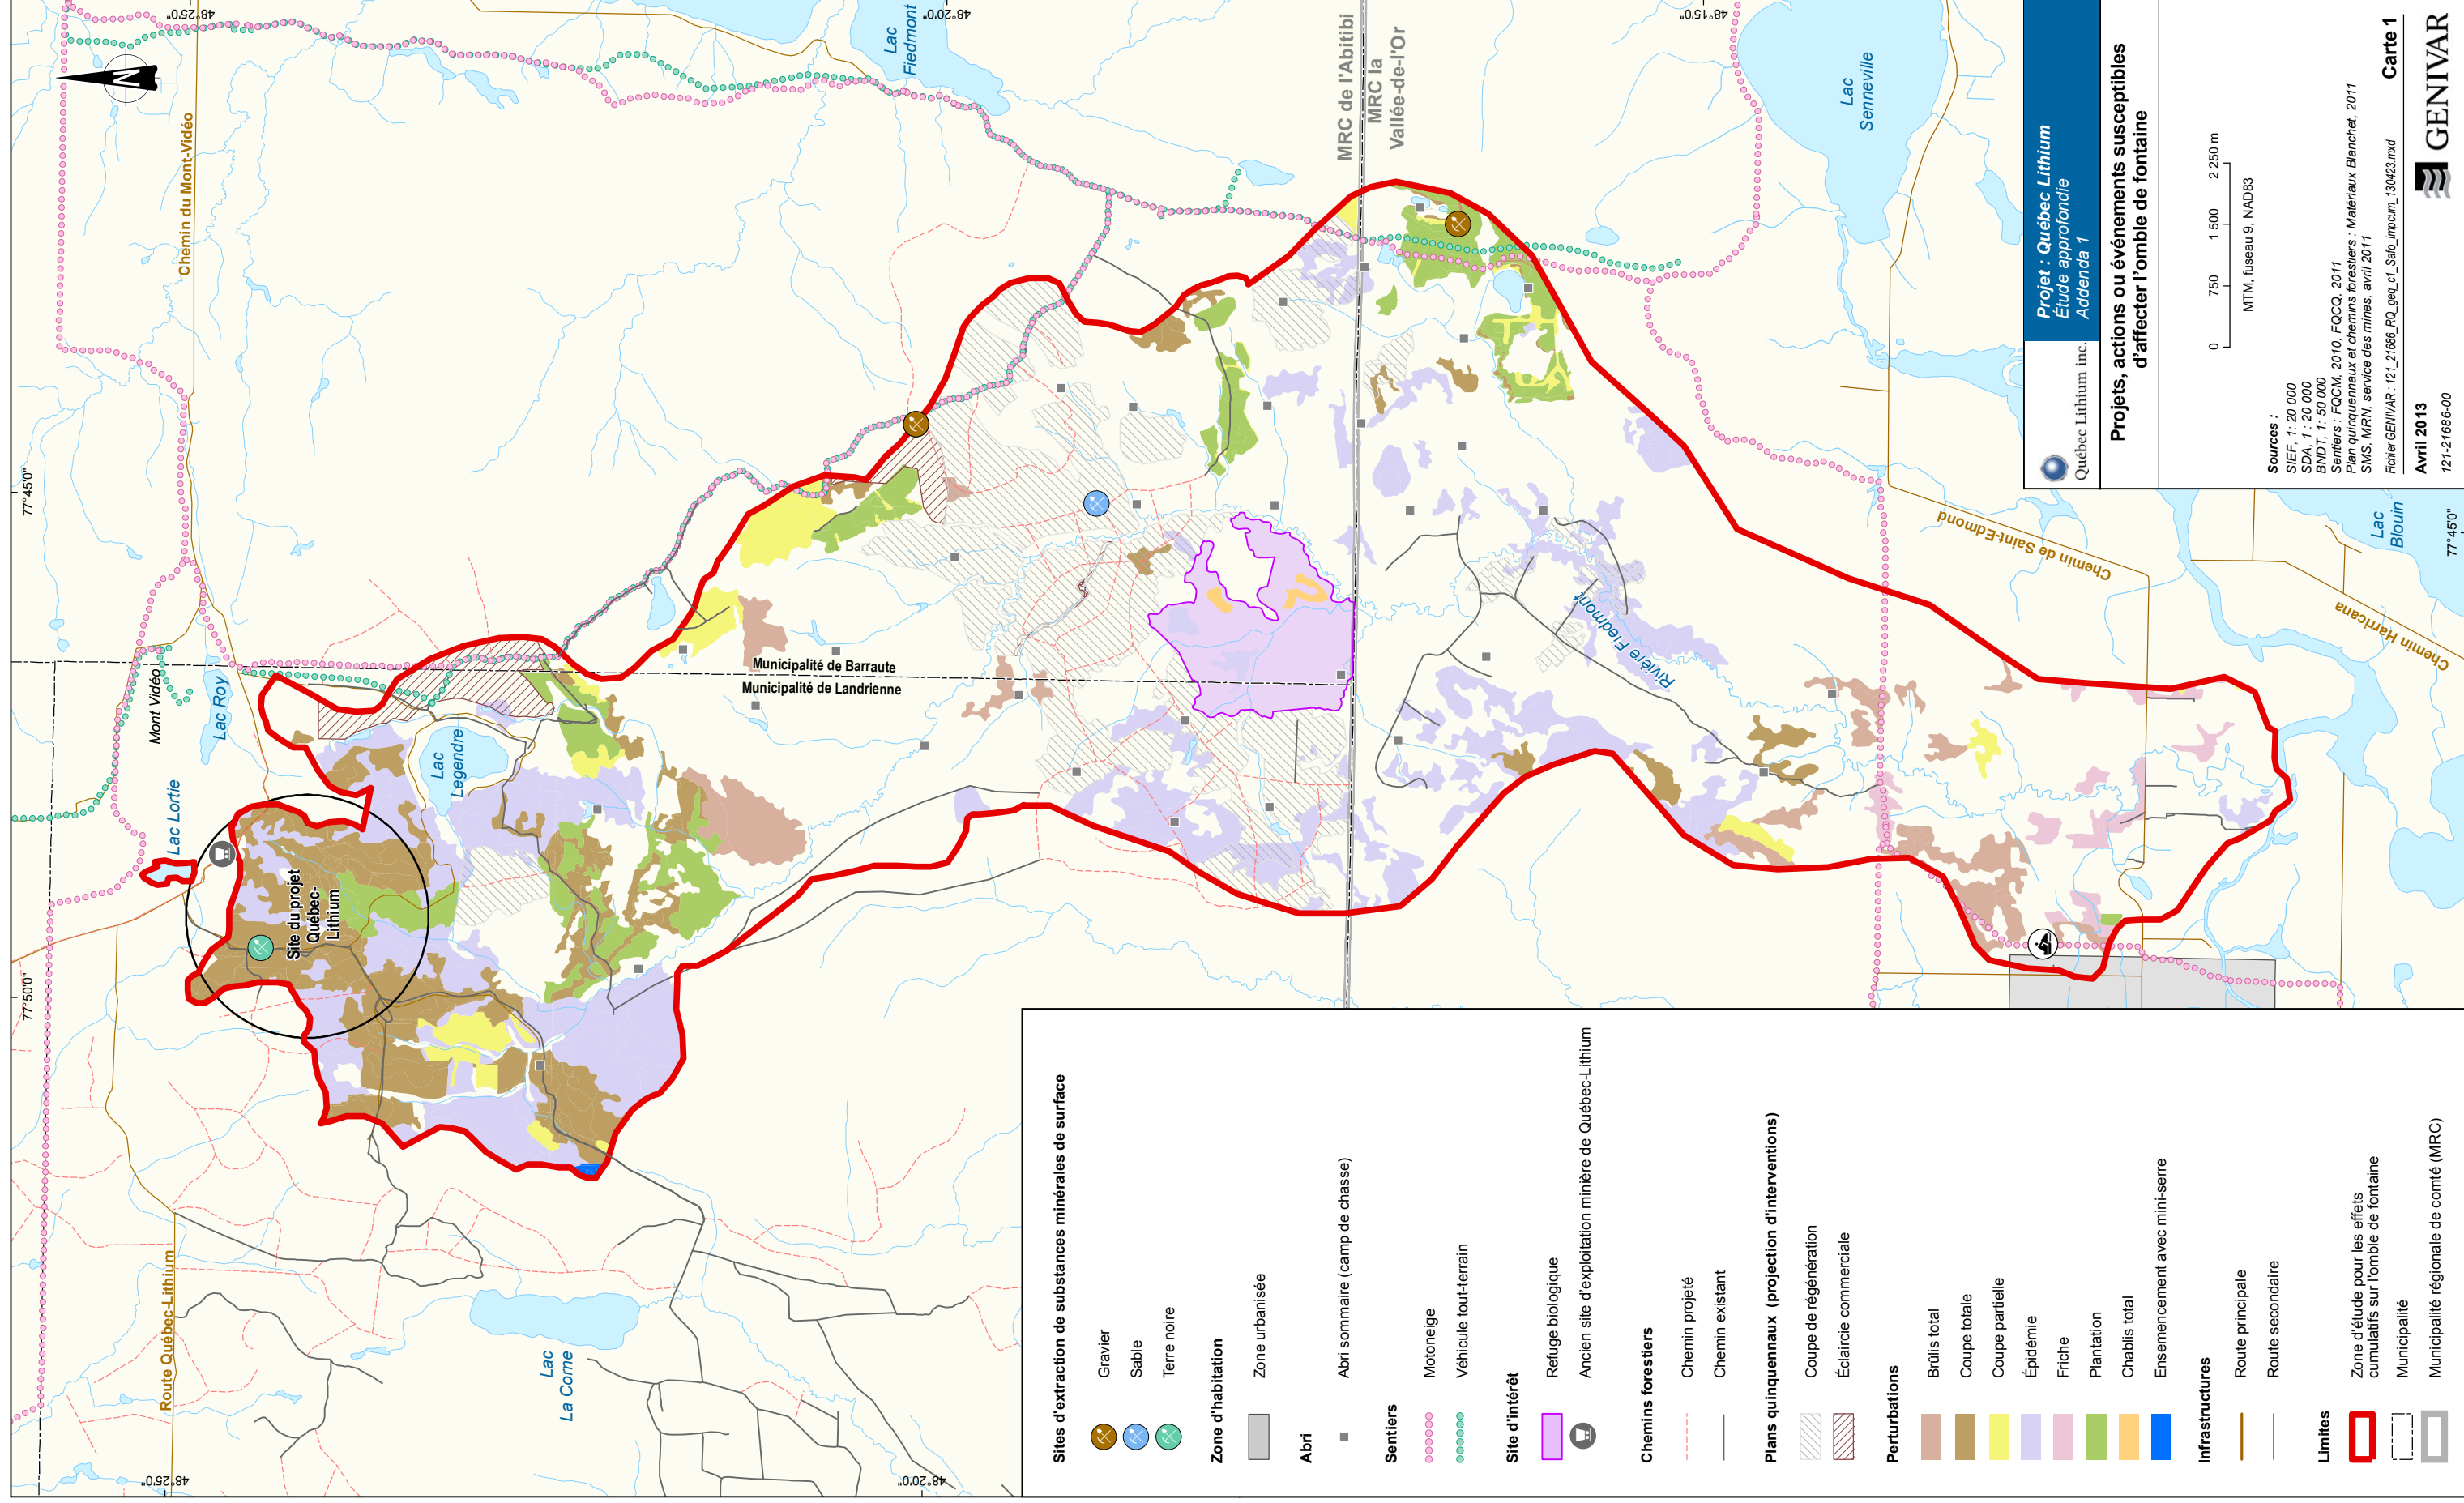 48°25'0"
48°20'0"
48°15'0"
77°45'0"
77°50'0"
48°25'0"
48°20'0"
77°45'0"
N
Chemin du Mont-Vidéo
Lac
Fiedmont
MRC de l'Abitibi
MRC la
Vallée-de-l'Or
Lac
Senneville
Mont Vidéo
Lac Roy
Lac Lortie
Lac
Legendre
Site du projet
Québec-
Lithium
Municipalité de Barraute
Municipalité de Landrienne
Rivière Fiedmont
Chemin de Saint-Edmond
Chemin Harricana
Lac
Blouin
Route Québec-Lithium
Lac
La Corne
Sites d'extraction de substances minérales de surface
Gravier
Sable
Terre noire
Zone d'habitation
Zone urbanisée
Abri
Abri sommaire (camp de chasse)
Sentiers
Motoneige
Véhicule tout-terrain
Site d'intérêt
Refuge biologique
Ancien site d'exploitation minière de Québec-Lithium
Chemins forestiers
Chemin projeté
Chemin existant
Plans quinquennaux (projection d'interventions)
Coupe de régénération
Éclaircie commerciale
Perturbations
Brûlis total
Coupe totale
Coupe partielle
Épidémie
Friche
Plantation
Chablis total
Ensemencement avec mini-serre
Infrastructures
Route principale
Route secondaire
Limites
Zone d'étude pour les effets
cumulatifs sur l'omble de fontaine
Municipalité
Municipalité régionale de comté (MRC)
Québec Lithium inc.
Projet : Québec Lithium
Étude approfondie
Addenda 1
Projets, actions ou événements susceptibles
d'affecter l'omble de fontaine
0 750 1 500 2 250 m
MTM, fuseau 9, NAD83
Sources :
SIEF, 1: 20 000
SDA, 1 : 20 000
BNDT, 1: 50 000
Sentiers : FQCM, 2010, FQCQ, 2011
Plan quinquennaux et chemins forestiers : Matériaux Blanchet, 2011
SMS, MRN, service des mines, avril 2011
Fichier GENIVAR : 121_21686_RQ_geq_c1_Safo_impcum_130423.mxd
Avril 2013
Carte 1
121-21686-00
GENIVAR